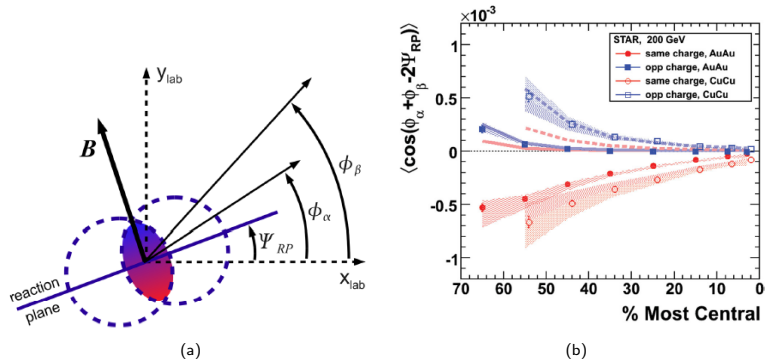 y_lab
B
ϕ_β
ϕ_α
Ψ_RP
x_lab
reaction
plane
(a)
×10⁻³
⟨cos(ϕ_α+ϕ_β-2Ψ_RP)⟩
STAR, 200 GeV
same charge, AuAu
opp charge, AuAu
same charge, CuCu
opp charge, CuCu
1
0.5
0
-0.5
-1
70 60 50 40 30 20 10 0
% Most Central
(b)